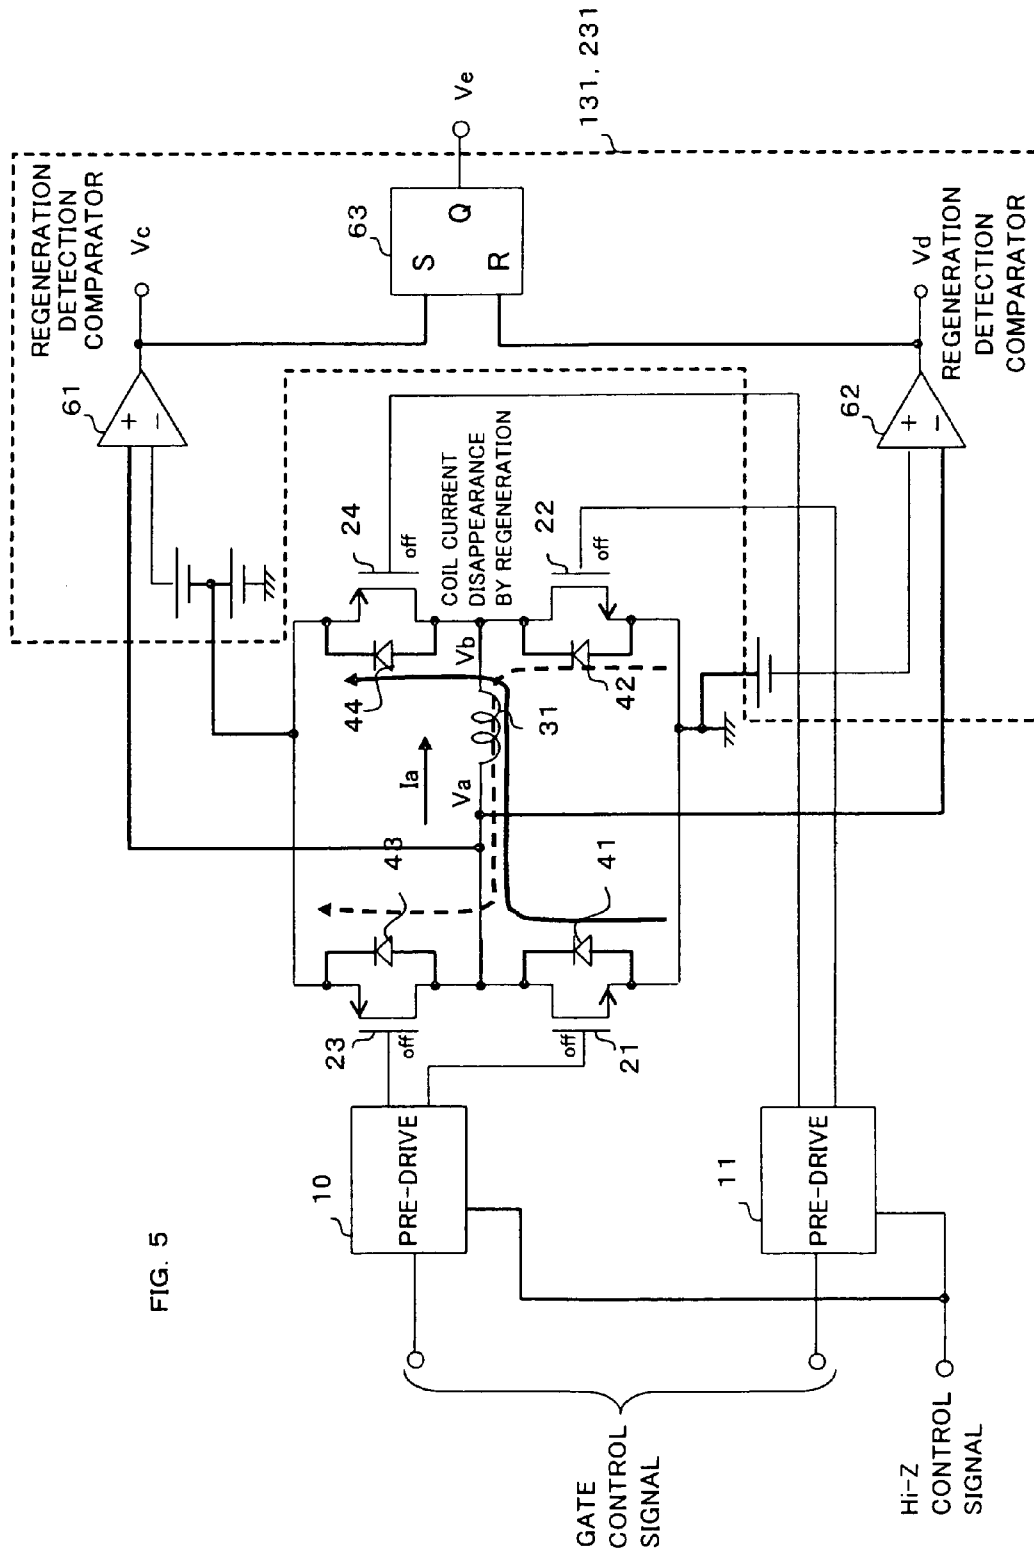 FIG. 5
REGENERATION
DETECTION
COMPARATOR
Vc
61
+
−
63
S
Q
R
Ve
131, 231
Vd
REGENERATION
DETECTION
COMPARATOR
62
+
−
24
off
COIL CURRENT
DISAPPEARANCE
BY REGENERATION
22
off
44
Vb
42
31
Ia
Va
43
41
23
off
off
21
10
PRE-DRIVE
11
PRE-DRIVE
GATE
CONTROL
SIGNAL
Hi-Z
CONTROL
SIGNAL